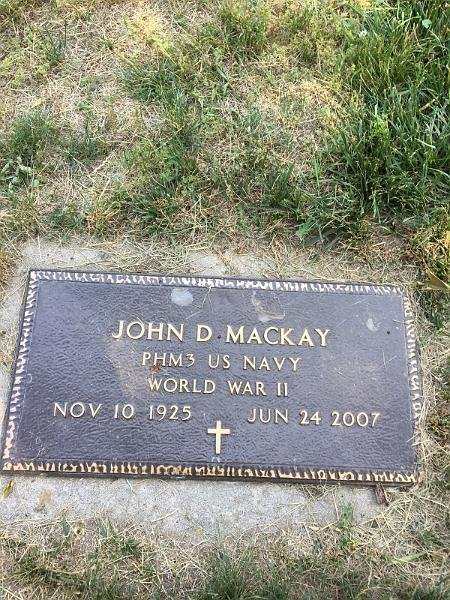 JOHN D MACKAY
PHM3 US NAVY
WORLD WAR II
NOV 10 1925 JUN 24 2007